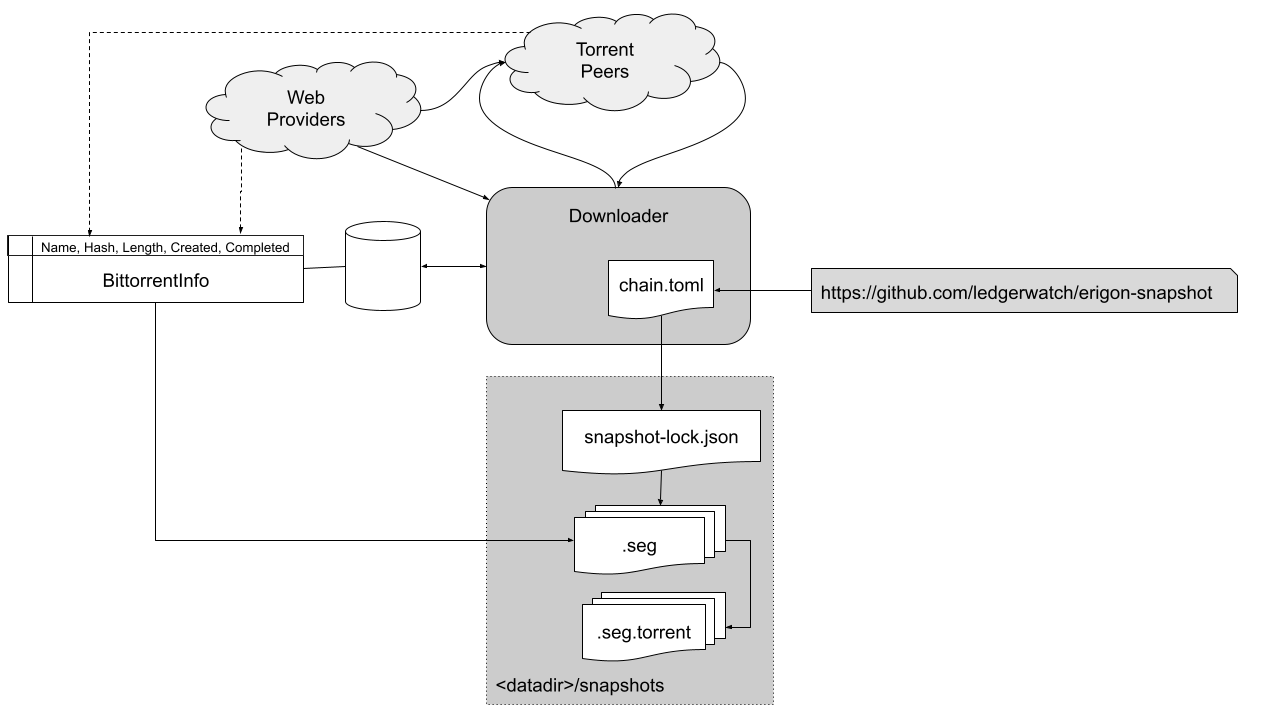 Torrent
Peers
Web
Providers
Downloader
Name, Hash, Length, Created, Completed
BittorrentInfo
chain.toml
https://github.com/ledgerwatch/erigon-snapshot
snapshot-lock.json
.seg
.seg.torrent
<datadir>/snapshots